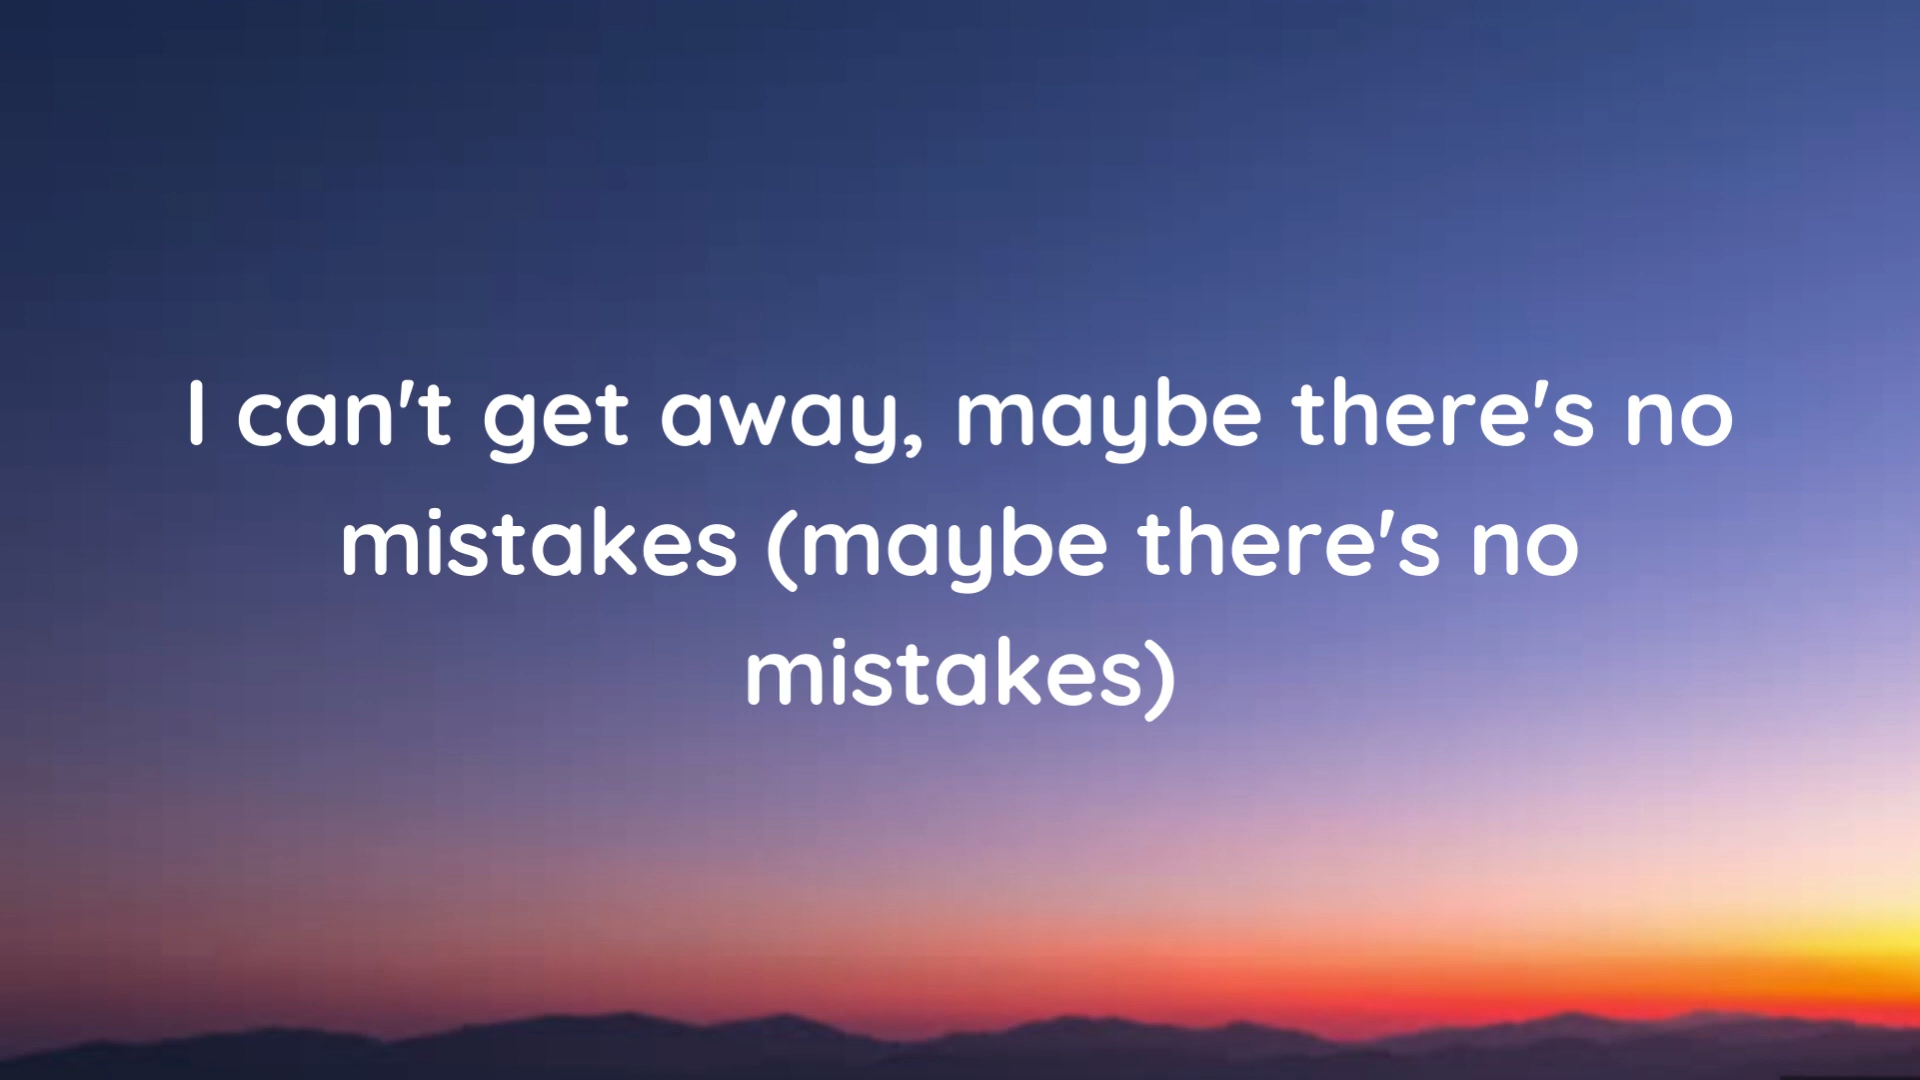 I can't get away, maybe there's no
mistakes (maybe there's no
mistakes)